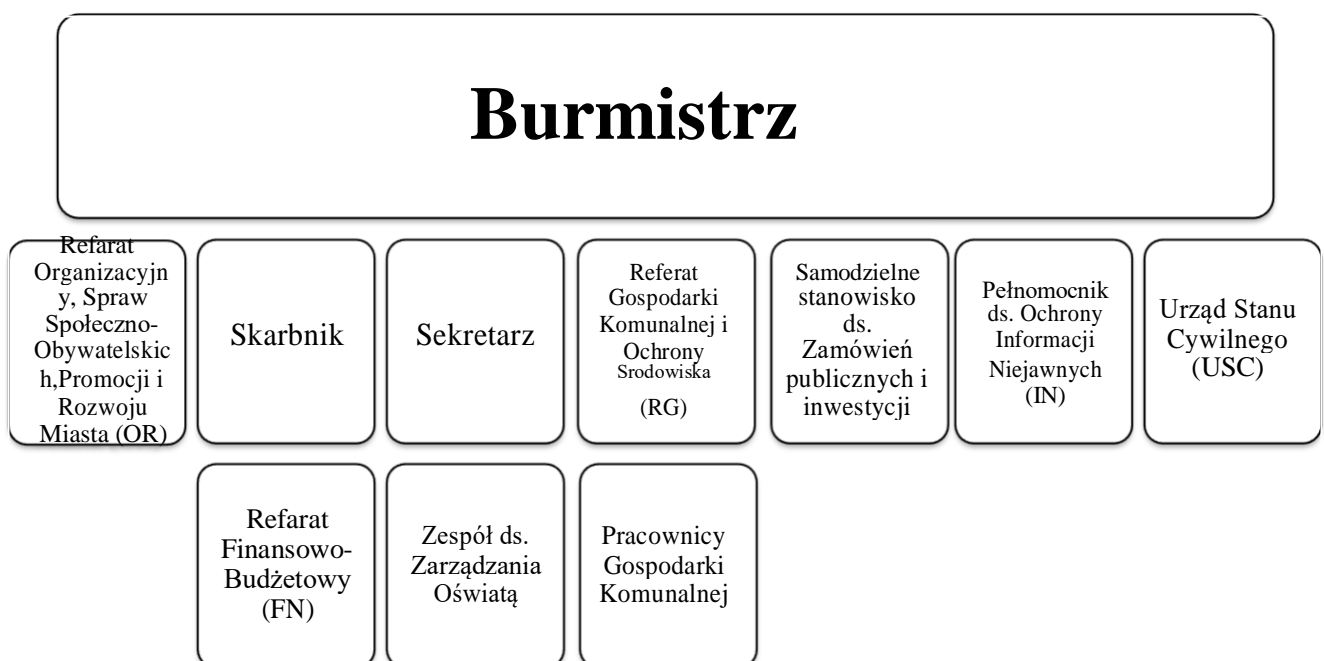 Burmistrz
Refarat
Organizacyjn
y, Spraw
Społeczno-
Obywatelskic
h,Promocji i
Rozwoju
Miasta (OR)
Skarbnik
Sekretarz
Referat
Gospodarki
Komunalnej i
Ochrony
Srodowiska
(RG)
Samodzielne
stanowisko
ds.
Zamówień
publicznych i
inwestycji
Pełnomocnik
ds. Ochrony
Informacji
Niejawnych
(IN)
Urząd Stanu
Cywilnego
(USC)
Refarat
Finansowo-
Budżetowy
(FN)
Zespół ds.
Zarządzania
Oświatą
Pracownicy
Gospodarki
Komunalnej